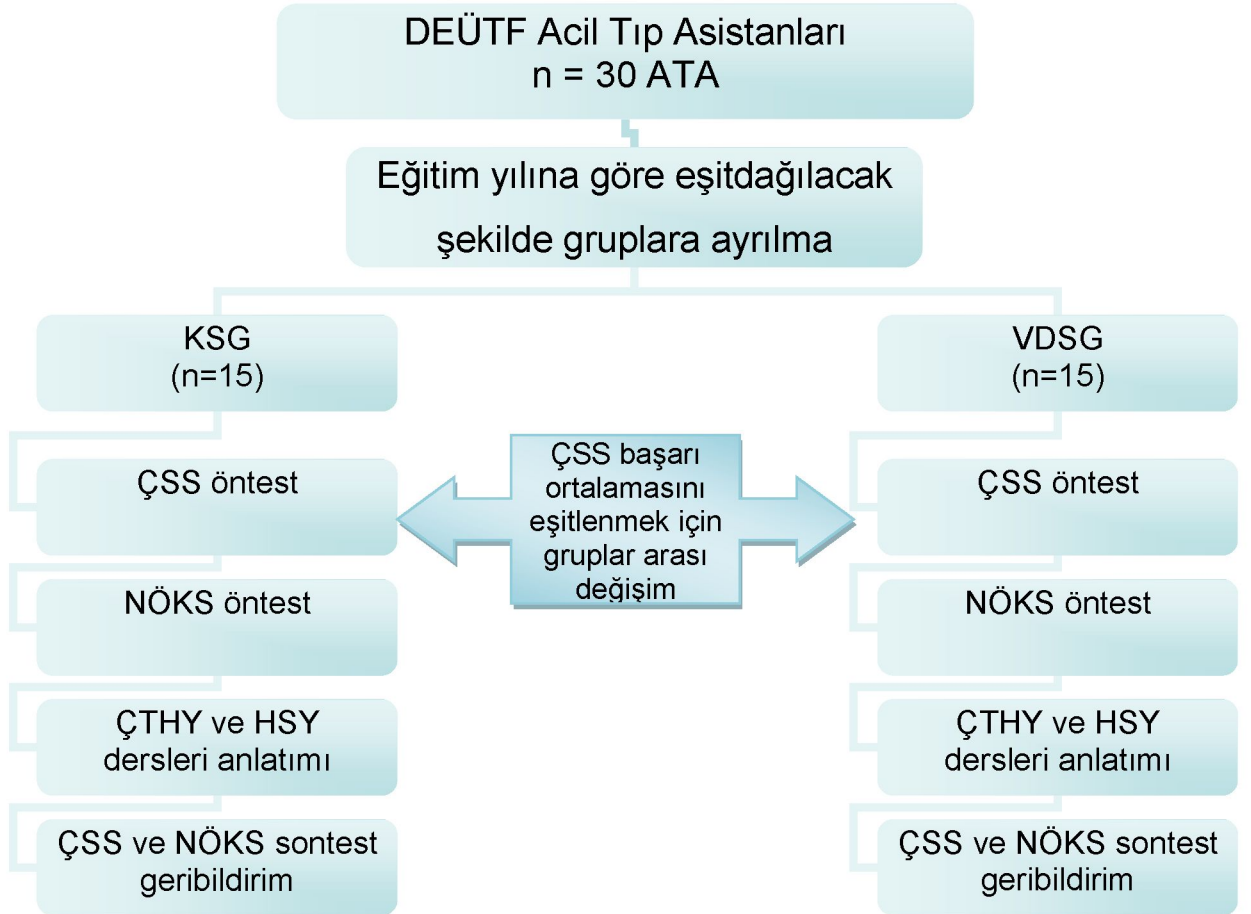 DEÜTF Acil Tıp Asistanları
n = 30 ATA
Eğitim yılına göre eşitdağılacak
şekilde gruplara ayrılma
KSG
(n=15)
ÇSS öntest
NÖKS öntest
ÇTHY ve HSY
dersleri anlatımı
ÇSS ve NÖKS sontest
geribildirim
ÇSS başarı
ortalamasını
eşitlenmek için
gruplar arası
değişim
VDSG
(n=15)
ÇSS öntest
NÖKS öntest
ÇTHY ve HSY
dersleri anlatımı
ÇSS ve NÖKS sontest
geribildirim